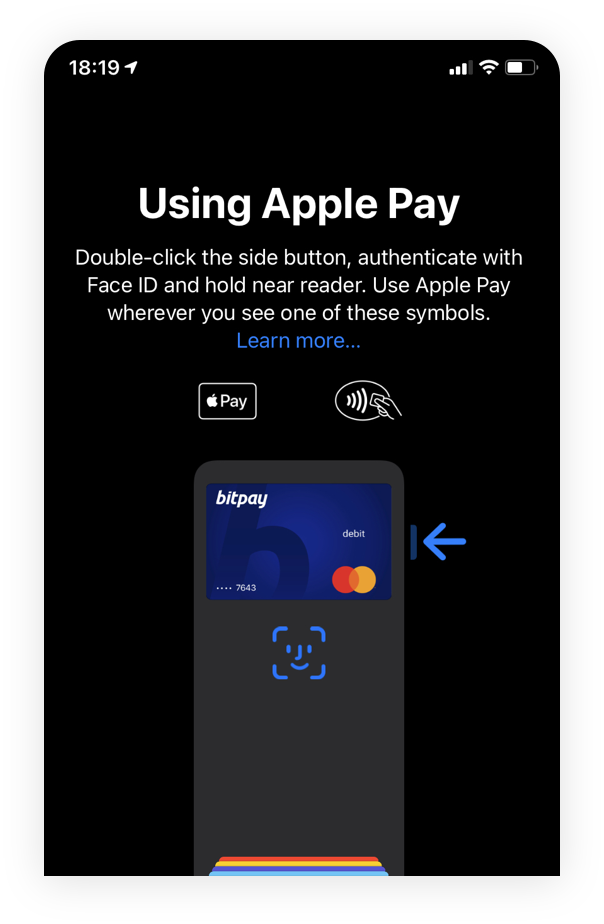 18:19
Using Apple Pay
Double-click the side button, authenticate with
Face ID and hold near reader. Use Apple Pay
wherever you see one of these symbols.
Learn more...
Pay
bitpay
debit
•••• 7643